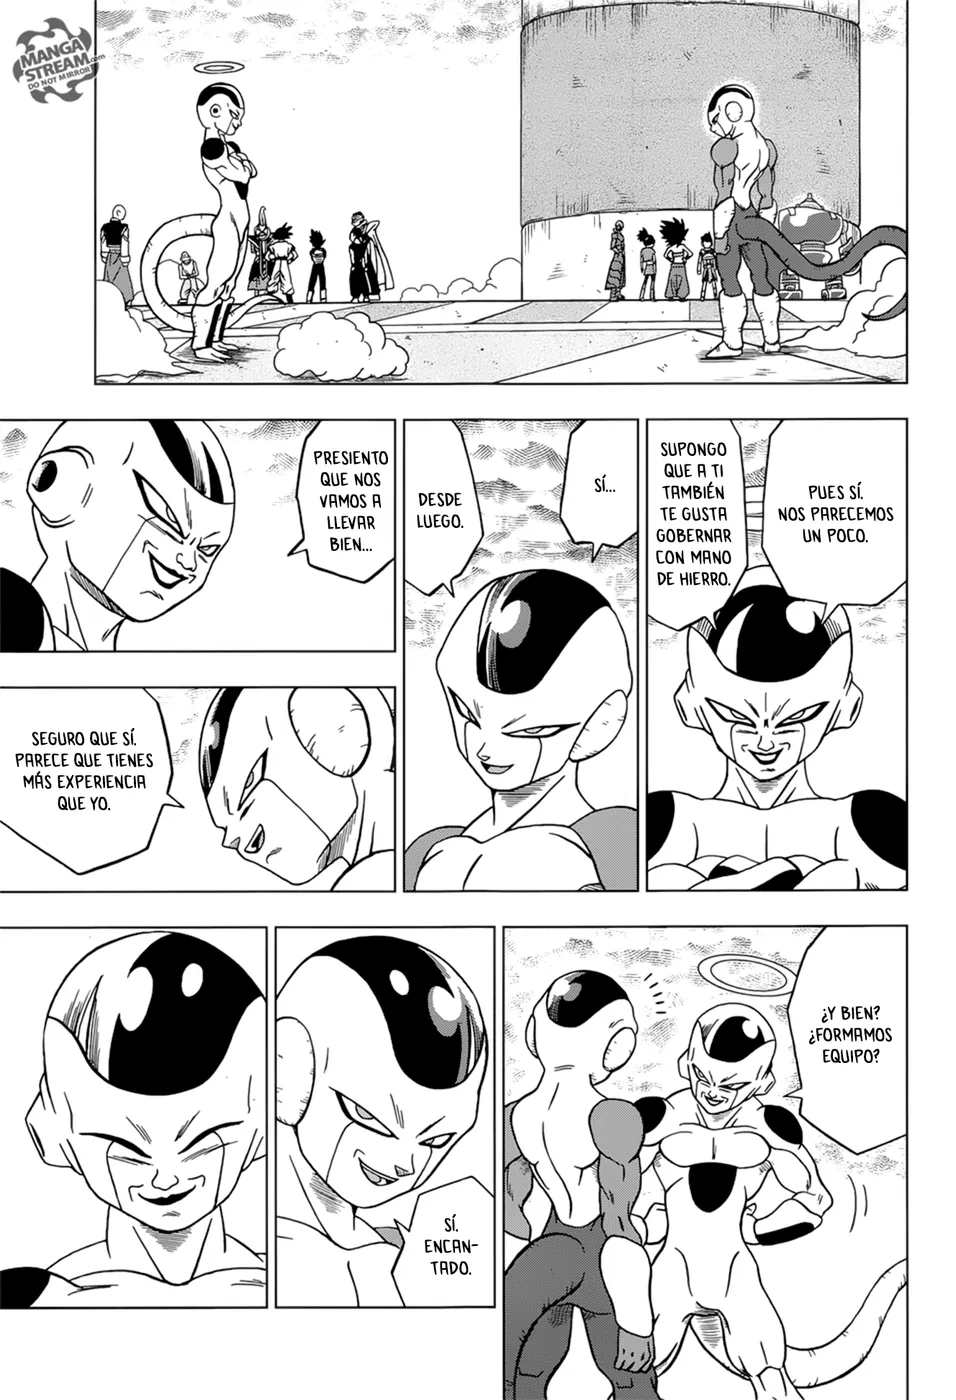 MANGA
STREAM.COM
DO NOT MIRROR!
PUES SÍ.
NOS PARECEMOS
UN POCO.
SUPONGO
QUE A TI
TAMBIÉN
TE GUSTA
GOBERNAR
CON MANO
DE HIERRO.
SÍ...
DESDE
LUEGO.
PRESIENTO
QUE NOS
VAMOS A
LLEVAR
BIEN...
SEGURO QUE SÍ.
PARECE QUE TIENES
MÁS EXPERIENCIA
QUE YO.
¿Y BIEN?
¿FORMAMOS
EQUIPO?
SÍ.
ENCAN-
TADO.